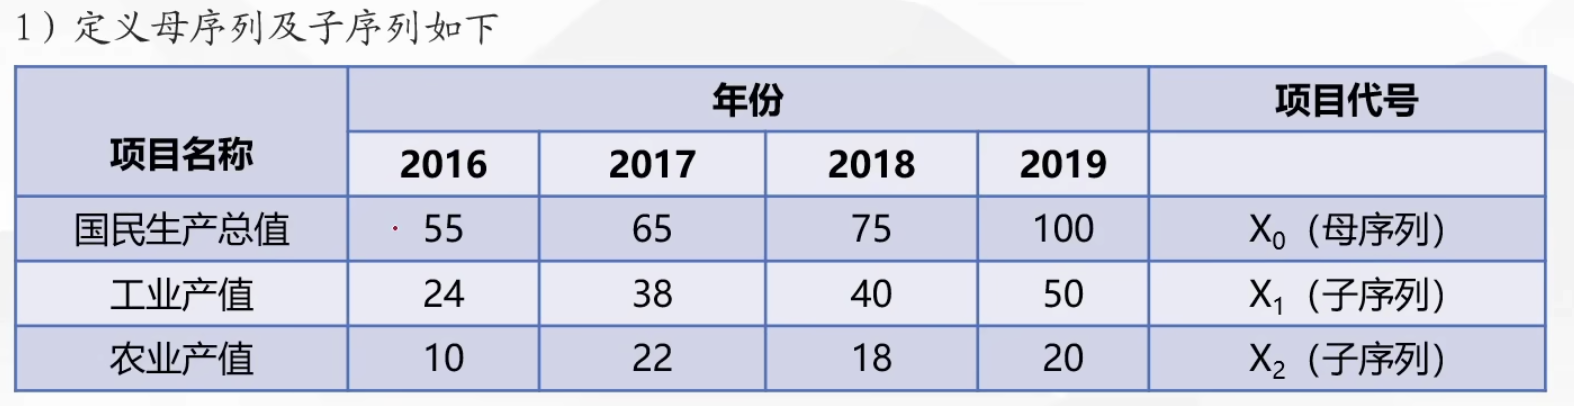 1）定义母序列及子序列如下
项目名称 年份 项目代号
2016 2017 2018 2019
国民生产总值 55 65 75 100 X₀（母序列）
工业产值 24 38 40 50 X₁（子序列）
农业产值 10 22 18 20 X₂（子序列）